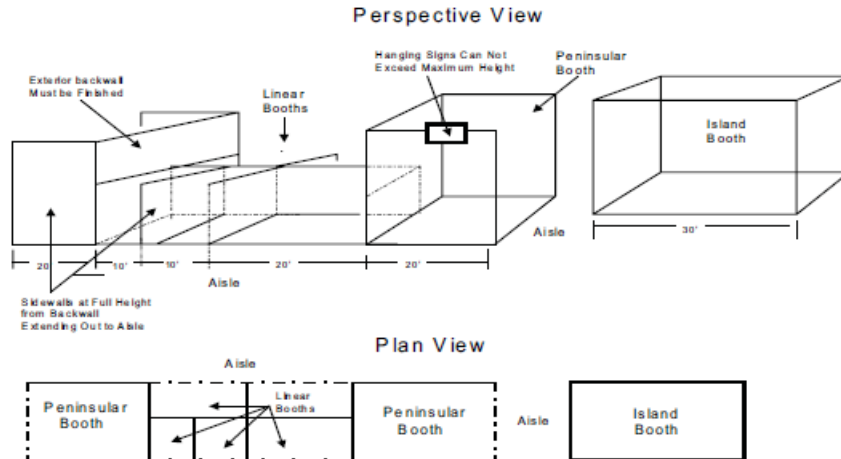 Perspective View
Hanging Signs Can Not
Exceed Maximum Height
Peninsular
Booth
Exterior backwall
Must be Finished
Linear
Booths
Island
Booth
Aisle
30'
20'
10'
10'
20'
20'
Aisle
Sidewalls at Full Height
from Backwall
Extending Out to Aisle
Plan View
Aisle
Peninsular
Booth
Linear
Booths
Peninsular
Booth
Aisle
Island
Booth